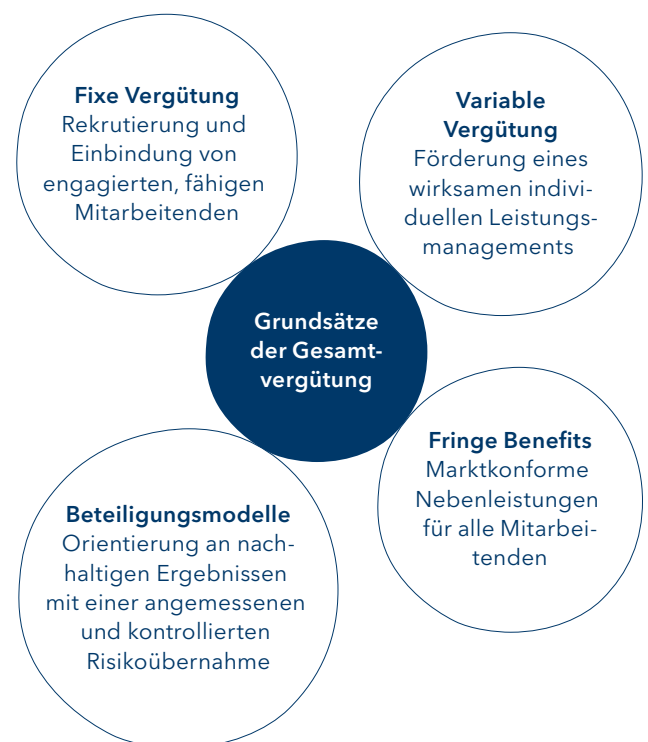 Fixe Vergütung
Rekrutierung und
Einbindung von
engagierten, fähigen
Mitarbeitenden
Variable
Vergütung
Förderung eines
wirksamen indivi-
duellen Leistungs-
managements
Grundsätze
der Gesamt-
vergütung
Beteiligungsmodelle
Orientierung an nach-
haltigen Ergebnissen
mit einer angemessenen
und kontrollierten
Risikoübernahme
Fringe Benefits
Marktkonforme
Nebenleistungen
für alle Mitarbei-
tenden